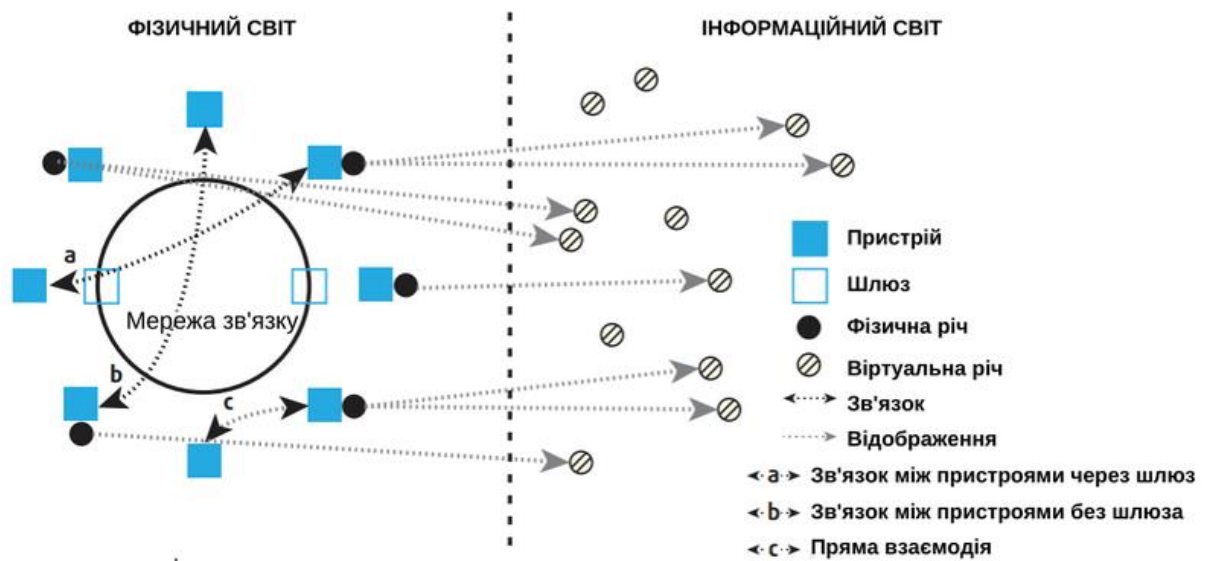 ФІЗИЧНИЙ СВІТ
ІНФОРМАЦІЙНИЙ СВІТ
a
Мережа зв'язку
b
c
Пристрій
Шлюз
Фізична річ
Віртуальна річ
Зв'язок
Відображення
a Зв'язок між пристроями через шлюз
b Зв'язок між пристроями без шлюза
c Пряма взаємодія